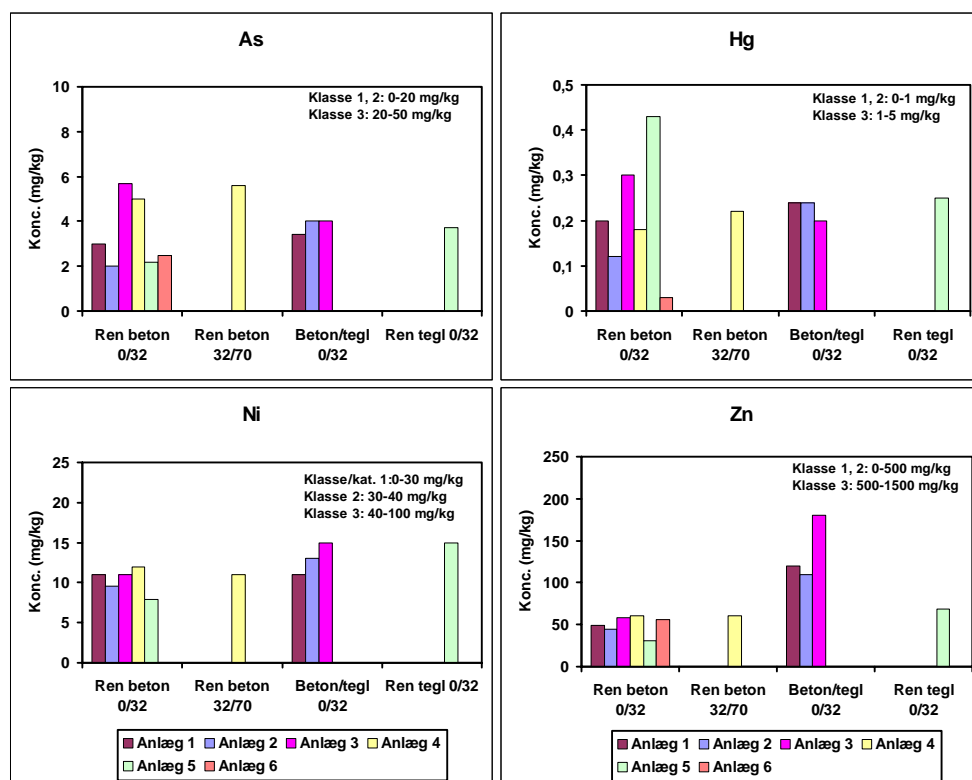 As
Klasse 1, 2: 0-20 mg/kg
Klasse 3: 20-50 mg/kg
Konc. (mg/kg)
10
8
6
4
2
0
Ren beton 0/32
Ren beton 32/70
Beton/tegl 0/32
Ren tegl 0/32
Hg
Klasse 1, 2: 0-1 mg/kg
Klasse 3: 1-5 mg/kg
Konc. (mg/kg)
0,5
0,4
0,3
0,2
0,1
0
Ren beton 0/32
Ren beton 32/70
Beton/tegl 0/32
Ren tegl 0/32
Ni
Klasse/kat. 1:0-30 mg/kg
Klasse 2: 30-40 mg/kg
Klasse 3: 40-100 mg/kg
Konc. (mg/kg)
25
20
15
10
5
0
Ren beton 0/32
Ren beton 32/70
Beton/tegl 0/32
Ren tegl 0/32
Anlæg 1 Anlæg 2 Anlæg 3 Anlæg 4
Anlæg 5 Anlæg 6
Zn
Klasse 1, 2: 0-500 mg/kg
Klasse 3: 500-1500 mg/kg
Konc. (mg/kg)
250
200
150
100
50
0
Ren beton 0/32
Ren beton 32/70
Beton/tegl 0/32
Ren tegl 0/32
Anlæg 1 Anlæg 2 Anlæg 3 Anlæg 4
Anlæg 5 Anlæg 6